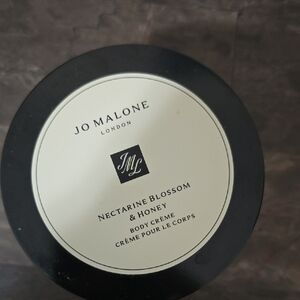 JO MALONE
LONDON
JML
NECTARINE BLOSSOM
& HONEY
BODY CRÈME
CRÈME POUR LE CORPS